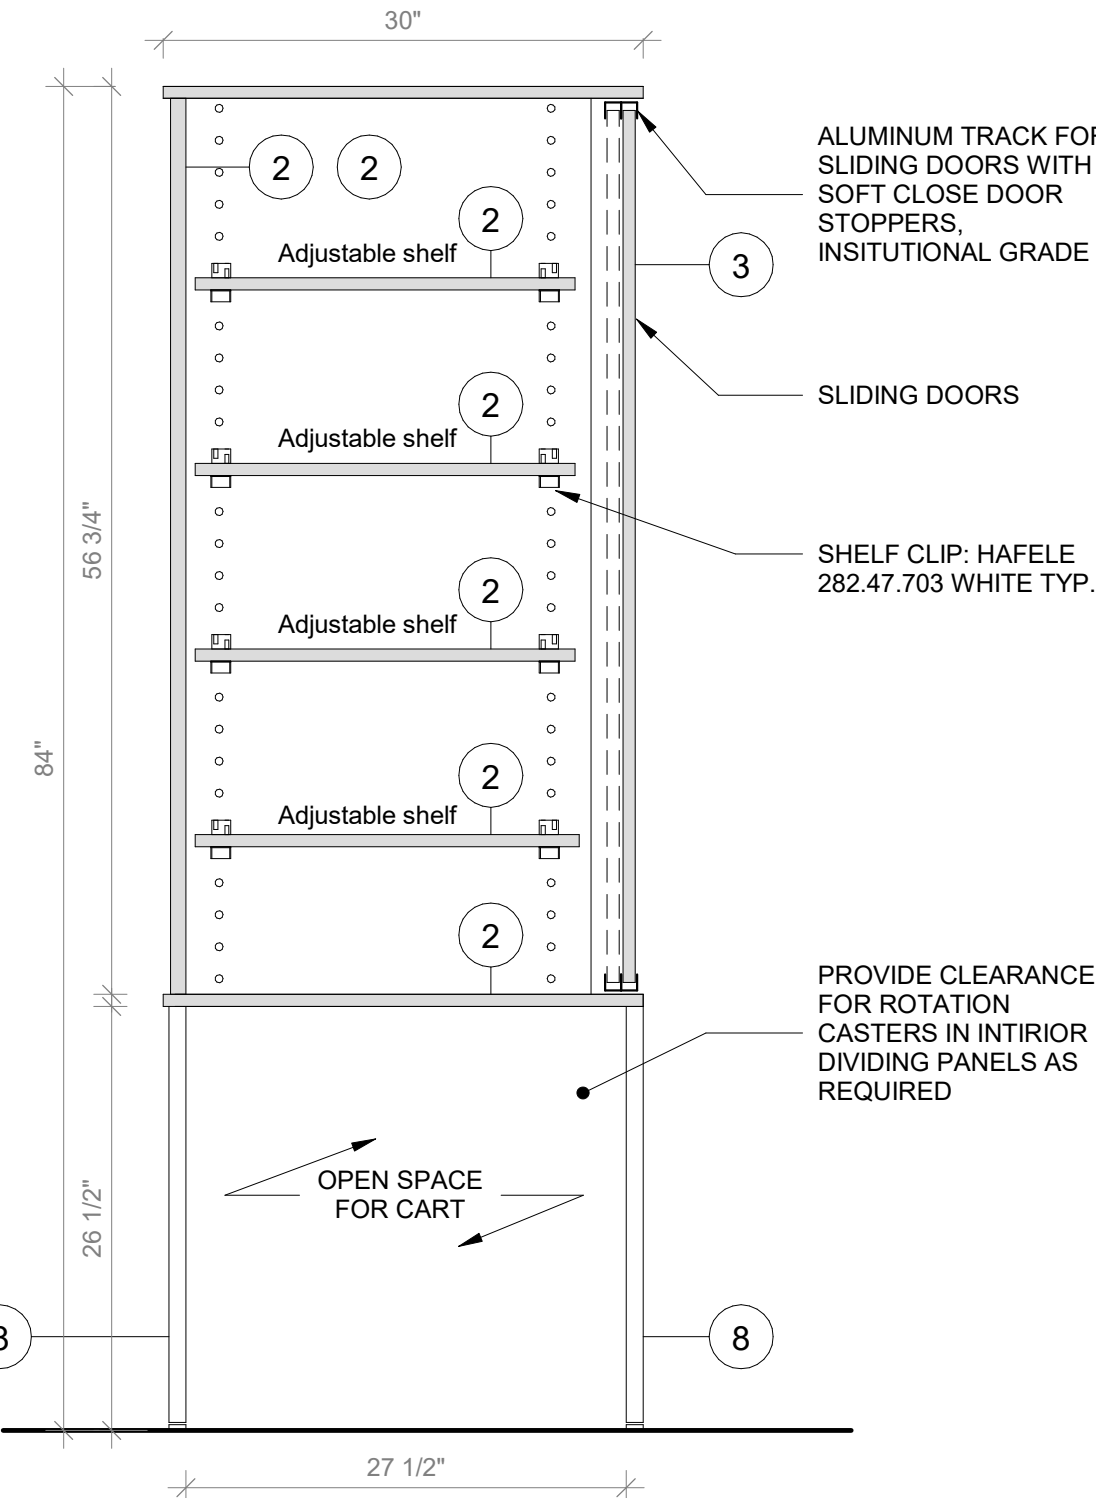 30"
ALUMINUM TRACK FOR
SLIDING DOORS WITH
SOFT CLOSE DOOR
STOPPERS,
INSITUTIONAL GRADE
2
2
2
Adjustable shelf
3
SLIDING DOORS
2
Adjustable shelf
56 3/4"
SHELF CLIP: HAFELE
282.47.703 WHITE TYP.
2
Adjustable shelf
84"
2
Adjustable shelf
2
PROVIDE CLEARANCE
FOR ROTATION
CASTERS IN INTIRIOR
DIVIDING PANELS AS
REQUIRED
OPEN SPACE
FOR CART
26 1/2"
8
27 1/2"